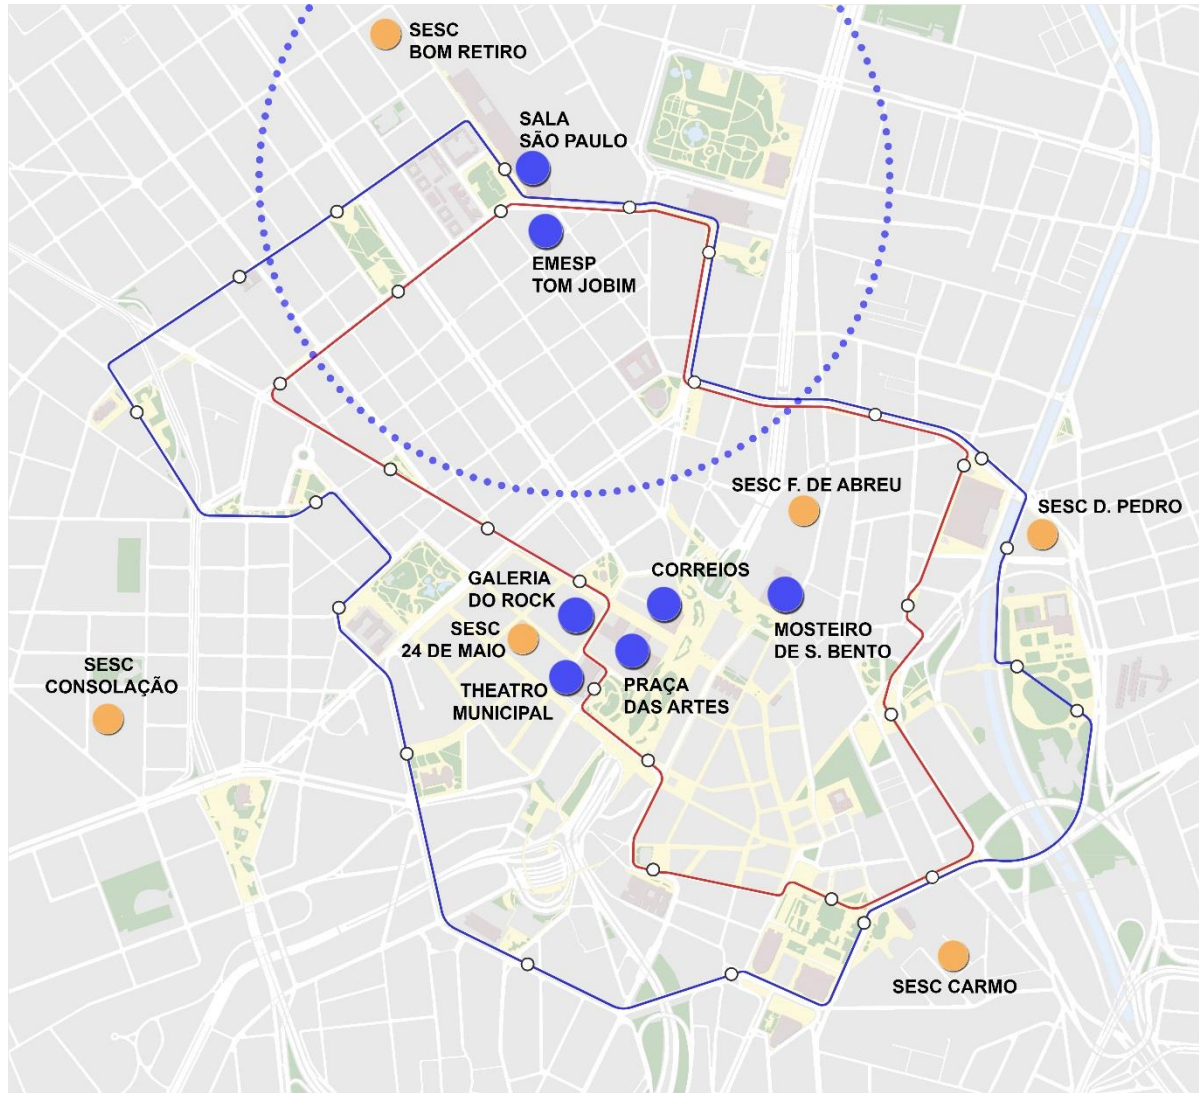 SESC
BOM RETIRO
SALA
SÃO PAULO
EMESP
TOM JOBIM
SESC F. DE ABREU
SESC D. PEDRO
GALERIA
DO ROCK
CORREIOS
SESC
24 DE MAIO
MOSTEIRO
DE S. BENTO
SESC
CONSOLAÇÃO
THEATRO
MUNICIPAL
PRAÇA
DAS ARTES
SESC CARMO